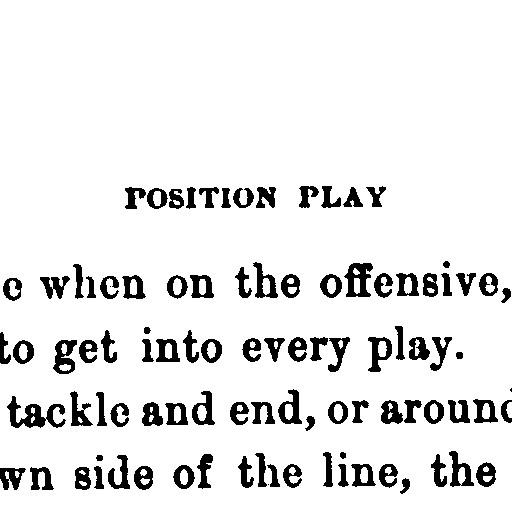 POSITION PLAY
when on the offensive,
to get into every play.
tackle and end, or around
wn side of the line, the